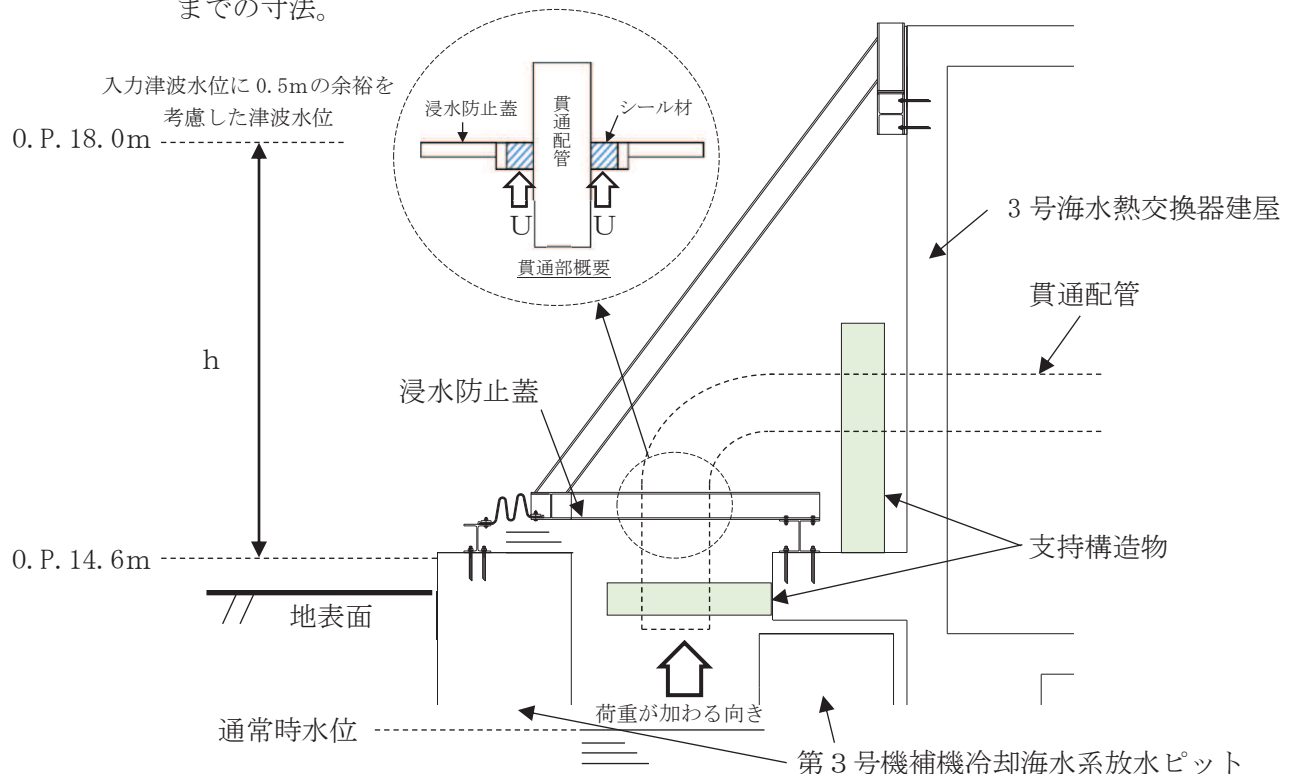 までの寸法。
入力津波水位に 0.5mの余裕を
考慮した津波水位
O.P.18.0m
浸水防止蓋
貫通配管
シール材
U
U
貫通部概要
3号海水熱交換器建屋
貫通配管
h
浸水防止蓋
O.P.14.6m
支持構造物
地表面
荷重が加わる向き
通常時水位
第3号機補機冷却海水系放水ピット